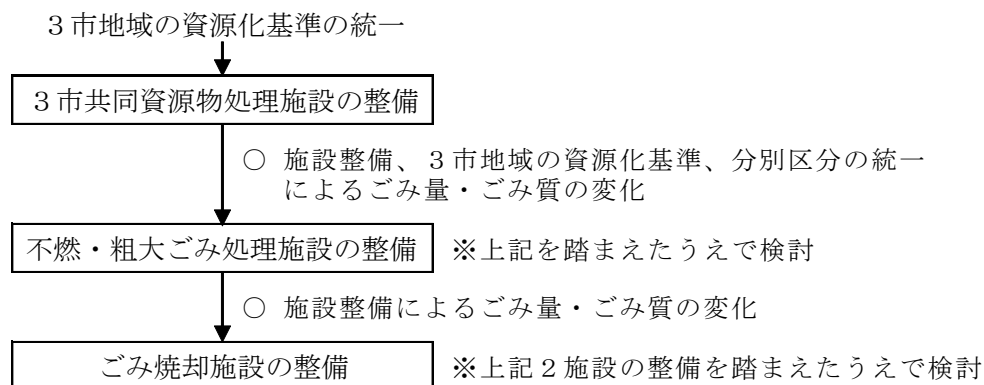 ３市地域の資源化基準の統一
３市共同資源物処理施設の整備
○ 施設整備、３市地域の資源化基準、分別区分の統一
によるごみ量・ごみ質の変化
不燃・粗大ごみ処理施設の整備 ※上記を踏まえたうえで検討
○ 施設整備によるごみ量・ごみ質の変化
ごみ焼却施設の整備 ※上記２施設の整備を踏まえたうえで検討